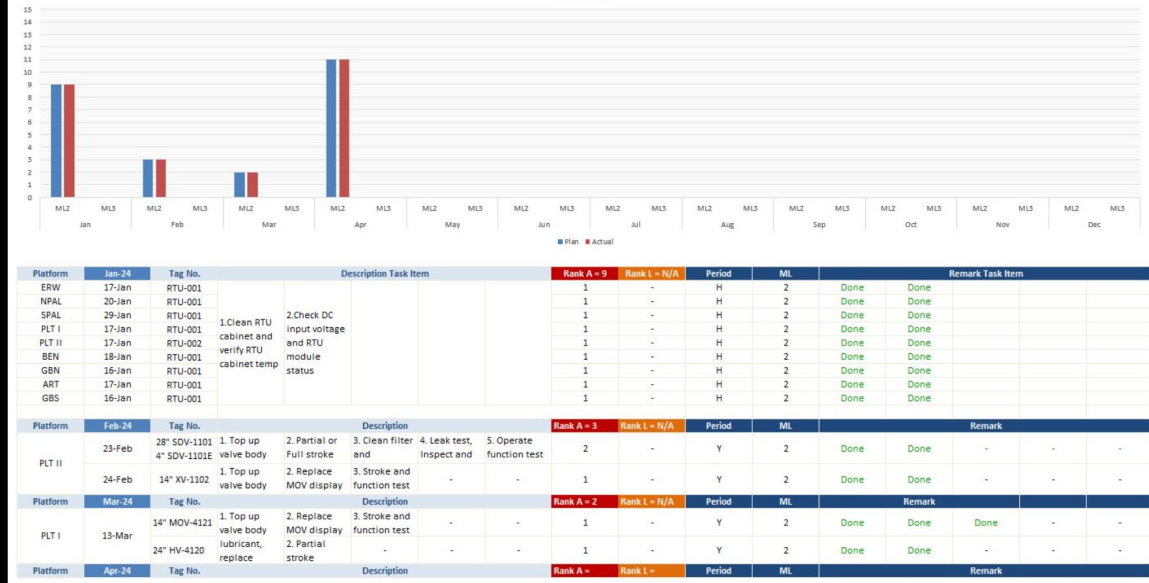 15
14
13
12
11
10
9
8
7
6
5
4
3
2
1
0
ML2 ML3 ML2 ML3 ML2 ML3 ML2 ML3 ML2 ML3 ML2 ML3 ML2 ML3 ML2 ML3 ML2 ML3 ML2 ML3 ML2 ML3 ML2 ML3
Jan Feb Mar Apr May Jun Jul Aug Sep Oct Nov Dec
Plan Actual
Platform Jan-24 Tag No. Description Task Item Rank A = 9 Rank L = N/A Period ML Remark Task Item
ERW 17-Jan RTU-001 1 - H 2 Done Done
NPAL 20-Jan RTU-001 1 - H 2 Done Done
SPAL 29-Jan RTU-001 1 - H 2 Done Done
PLT I 17-Jan RTU-001 1 - H 2 Done Done
PLT II 17-Jan RTU-002 1 - H 2 Done Done
BEN 18-Jan RTU-001 1 - H 2 Done Done
GBN 16-Jan RTU-001 1 - H 2 Done Done
ART 17-Jan RTU-001 1 - H 2 Done Done
GBS 16-Jan RTU-001 1 - H 2 Done Done
1.Clean RTU
cabinet and
verify RTU
cabinet temp
2.Check DC
input voltage
and RTU
module
status
Platform Feb-24 Tag No. Description Rank A = 3 Rank L = N/A Period ML Remark
PLT II
23-Feb
28" SDV-1101
4" SDV-1101E
1. Top up
valve body
2. Partial or
Full stroke
3. Clean filter
and
4. Leak test,
Inspect and
5. Operate
function test
2 - Y 2 Done Done - - -
24-Feb
14" XV-1102
1. Top up
valve body
2. Replace
MOV display
3. Stroke and
function test
- - 1 - Y 2 Done Done - - -
Platform Mar-24 Tag No. Description Rank A = 2 Rank L = N/A Period ML Remark
PLT I
13-Mar
14" MOV-4121
1. Top up
valve body
2. Replace
MOV display
3. Stroke and
function test
- - 1 - Y 2 Done Done Done - -
24" HV-4120
lubricant,
replace
2. Partial
stroke
- - - 1 - Y 2 Done Done - - -
Platform Apr-24 Tag No. Description Rank A = Rank L = Period ML Remark